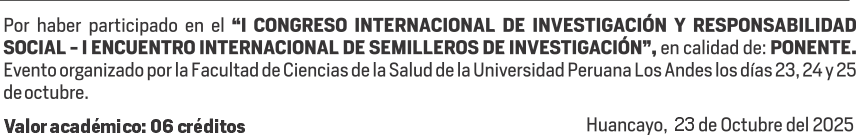 Por haber participado en el “I CONGRESO INTERNACIONAL DE INVESTIGACIÓN Y RESPONSABILIDAD
SOCIAL - I ENCUENTRO INTERNACIONAL DE SEMILLEROS DE INVESTIGACIÓN”, en calidad de: PONENTE.
Evento organizado por la Facultad de Ciencias de la Salud de la Universidad Peruana Los Andes los días 23, 24 y 25
de octubre.
Valor académico: 06 créditos
Huancayo, 23 de Octubre del 2025